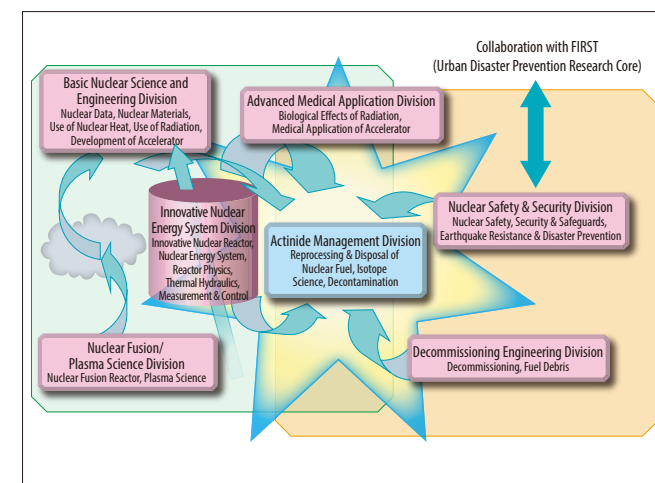 Collaboration with FIRST
(Urban Disaster Prevention Research Core)
Basic Nuclear Science and
Engineering Division
Nuclear Data, Nuclear Materials,
Use of Nuclear Heat, Use of Radiation,
Development of Accelerator
Advanced Medical Application Division
Biological Effects of Radiation,
Medical Application of Accelerator
Innovative Nuclear
Energy System Division
Innovative Nuclear Reactor,
Nuclear Energy System,
Reactor Physics,
Thermal Hydraulics,
Measurement & Control
Actinide Management Division
Reprocessing & Disposal of
Nuclear Fuel, Isotope
Science, Decontamination
Nuclear Safety & Security Division
Nuclear Safety, Security & Safeguards,
Earthquake Resistance & Disaster Prevention
Nuclear Fusion/
Plasma Science Division
Nuclear Fusion Reactor, Plasma Science
Decommissioning Engineering Division
Decommissioning, Fuel Debris